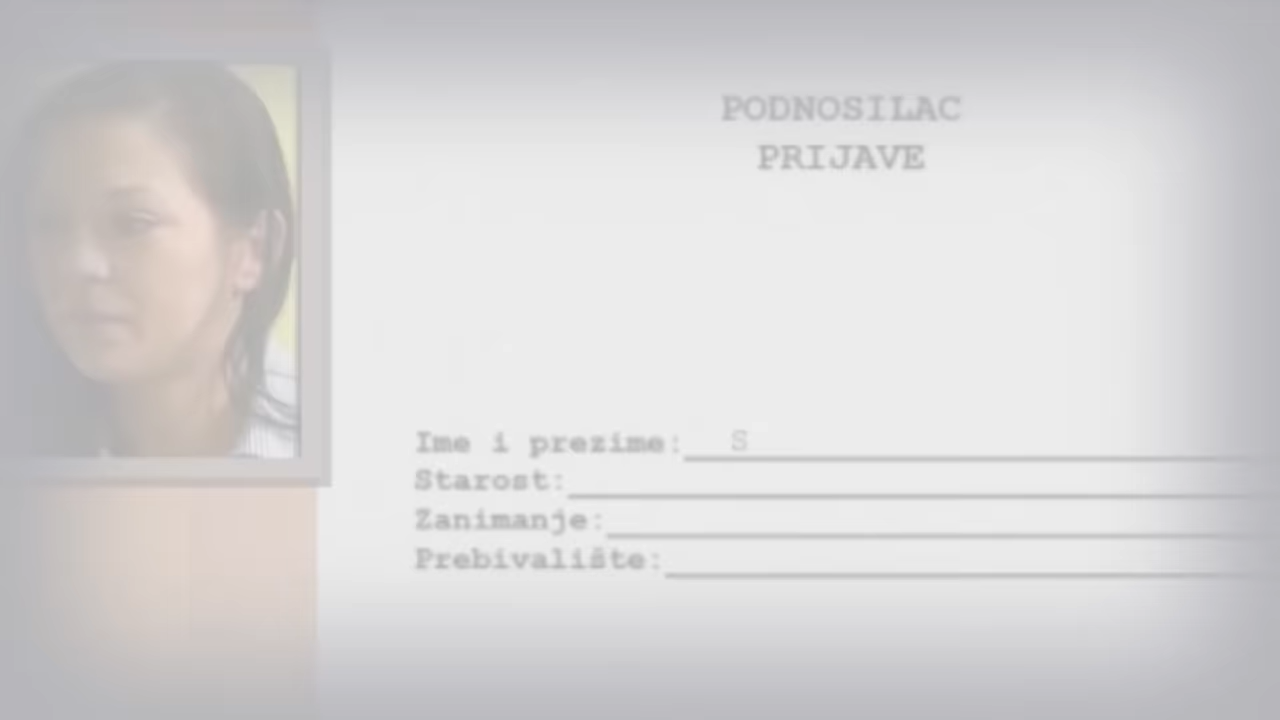 PODNOSILAC
PRIJAVE
Ime i prezime: S
Starost:
Zanimanje:
Prebivalište: